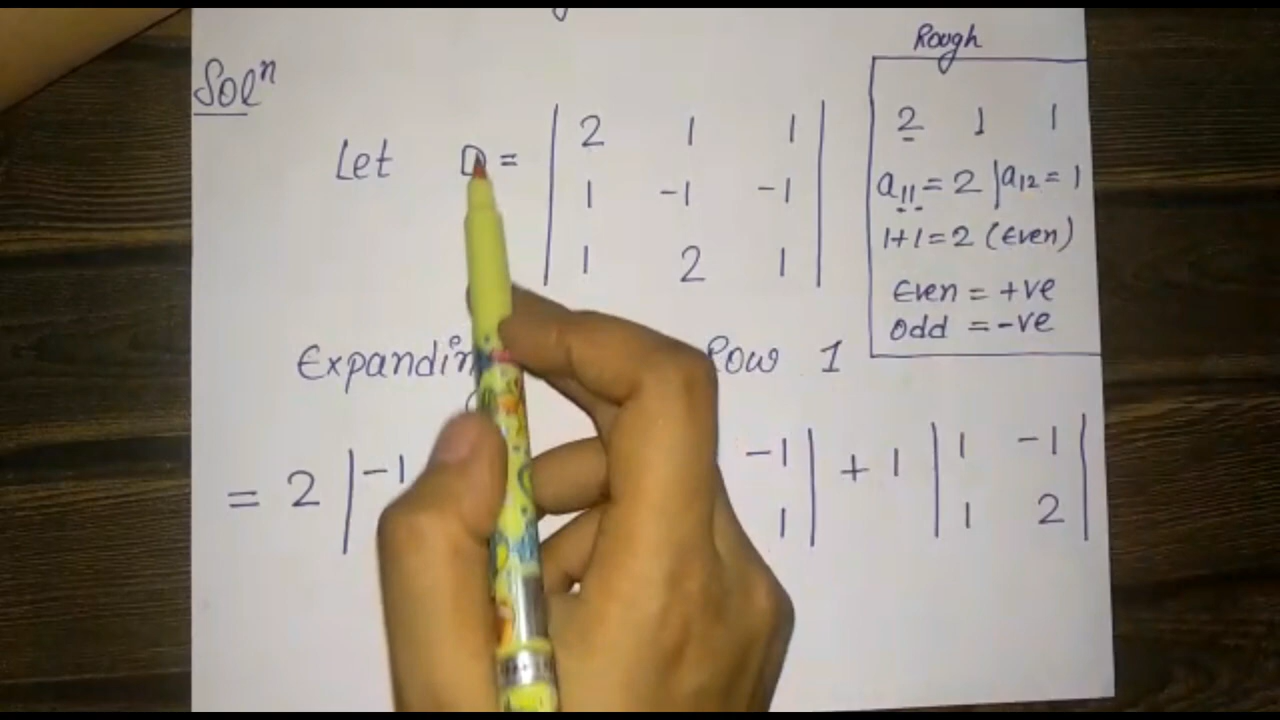 Rough
Solⁿ
Let D = | 2 1 1 |
| 1 -1 -1 |
| 1 2 1 |
2 1 1
a₁₁ = 2 | a₁₂ = 1
1+1=2 (Even)
Even = +ve
Odd = -ve
Row 1
= 2 | -1 -1 | + 1 | 1 -1 |
1 | | 1 2 |